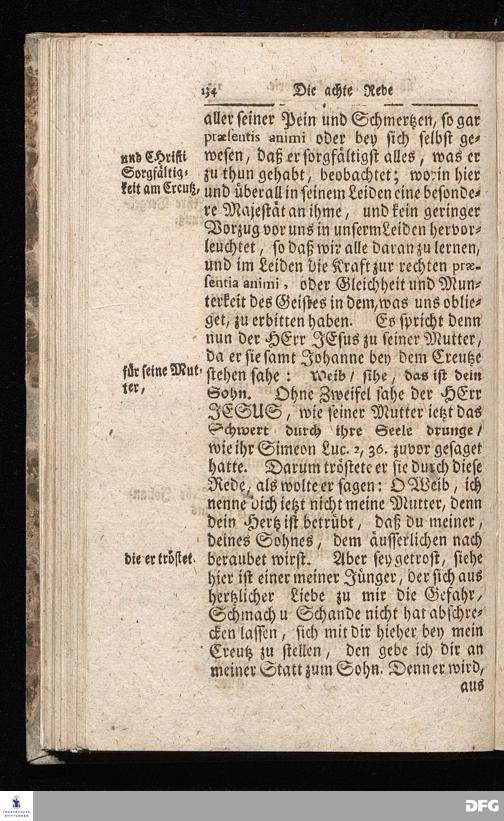 134 Die achte Rede
aller seiner Pein und Schmertzen, so gar
præsentis animi oder bey sich selbst ge-
wesen, daß er sorgfältigst alles, was er
zu thun gehabt, beobachtet; worin hier
und überall in seinem Leiden eine besonde-
re Majestät an ihme, und kein geringer
Vorzug vor uns in unserm Leiden hervor-
leuchtet, so daß wir alle daran zu lernen,
und im Leiden die Kraft zur rechten præ-
sentia animi, oder Gleichheit und Mun-
terkeit des Geistes in dem, was uns oblie-
get, zu erbitten haben. Es spricht denn
nun der HErr JEsus zu seiner Mutter,
da er sie samt Johanne bey dem Creutze
stehen sahe: Weib/ sihe, das ist dein
Sohn. Ohne Zweifel sahe der HErr
JESUS, wie seiner Mutter ietzt das
Schwert durch ihre Seele drunge/
wie ihr Simeon Luc. 2, 36. zuvor gesaget
hatte. Darum tröstete er sie durch diese
Rede, als wolte er sagen: O Weib, ich
nenne dich ietzt nicht meine Mutter, denn
dein Hertz ist betrübt, daß du meiner,
deines Sohnes, dem äusserlichen nach
beraubet wirst. Aber sey getrost, siehe
hier ist einer meiner Jünger, der sich aus
hertzlicher Liebe zu mir die Gefahr,
Schmach u Schande nicht hat abschre-
cken lassen, sich mit dir hieher bey mein
Creutz zu stellen, den gebe ich dir an
meiner Statt zum Sohn. Denn er wird,
aus
und CHristi
Sorgfältig-
keit am Creutz,
für seine Mut-
ter,
die er tröstet.
FRANCKESCHE
STIFTUNGEN
DFG